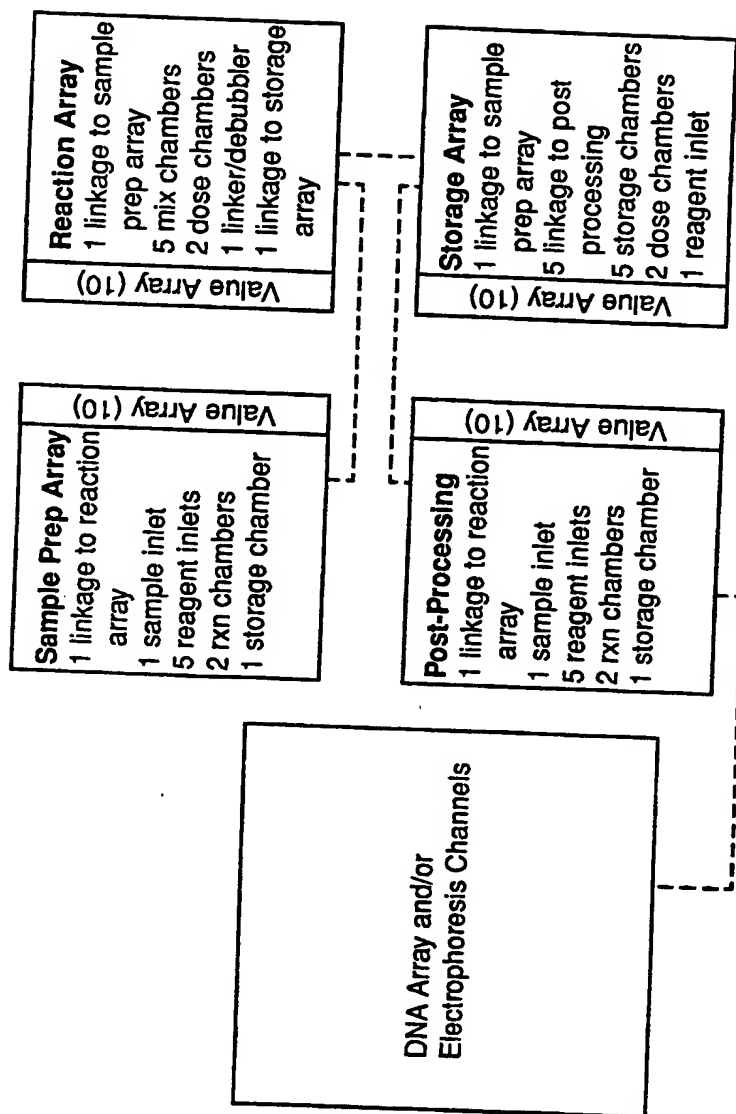 Sample Prep Array
1 linkage to reaction
array
1 sample inlet
5 reagent inlets
2 rxn chambers
1 storage chamber
Value Array (10)
Reaction Array
1 linkage to sample
prep array
5 mix chambers
2 dose chambers
1 linker/debubbler
1 linkage to storage
array
Value Array (10)
DNA Array and/or
Electrophoresis Channels
Post-Processing
1 linkage to reaction
array
1 sample inlet
5 reagent inlets
2 rxn chambers
1 storage chamber
Value Array (10)
Storage Array
1 linkage to sample
prep array
5 linkage to post
processing
5 storage chambers
2 dose chambers
1 reagent inlet
Value Array (10)